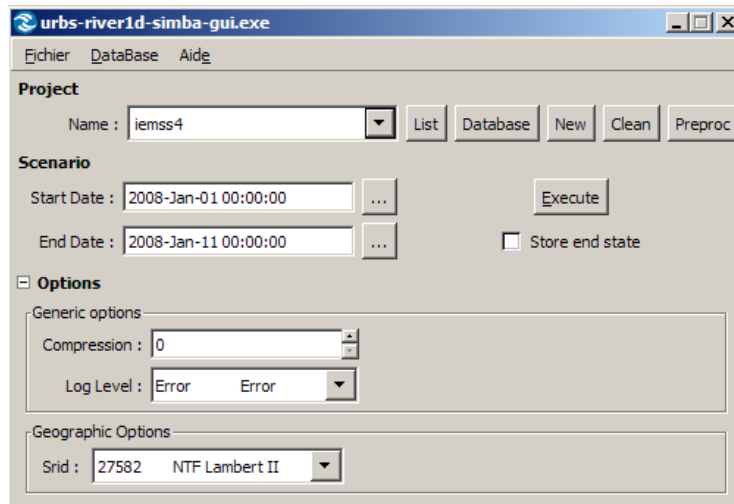 urbs-river1d-simba-gui.exe
Fichier DataBase Aide
Project
Name : iemss4 List Database New Clean Preproc
Scenario
Start Date : 2008-Jan-01 00:00:00 ... Execute
End Date : 2008-Jan-11 00:00:00 ... Store end state
Options
Generic options
Compression : 0
Log Level : Error Error
Geographic Options
Srid : 27582 NTF Lambert II